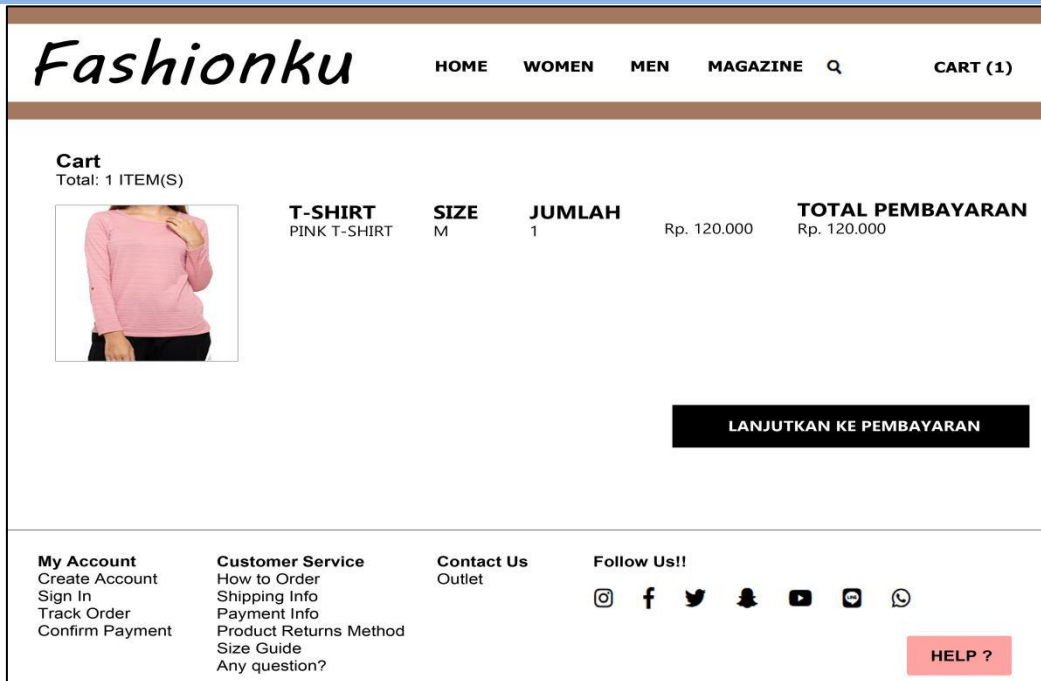 Fashionku
HOME WOMEN MEN MAGAZINE CART (1)
Cart
Total: 1 ITEM(S)
T-SHIRT SIZE JUMLAH TOTAL PEMBAYARAN
PINK T-SHIRT M 1 Rp. 120.000 Rp. 120.000
LANJUTKAN KE PEMBAYARAN
My Account
Create Account
Sign In
Track Order
Confirm Payment
Customer Service
How to Order
Shipping Info
Payment Info
Product Returns Method
Size Guide
Any question?
Contact Us
Outlet
Follow Us!!
LINE
HELP ?